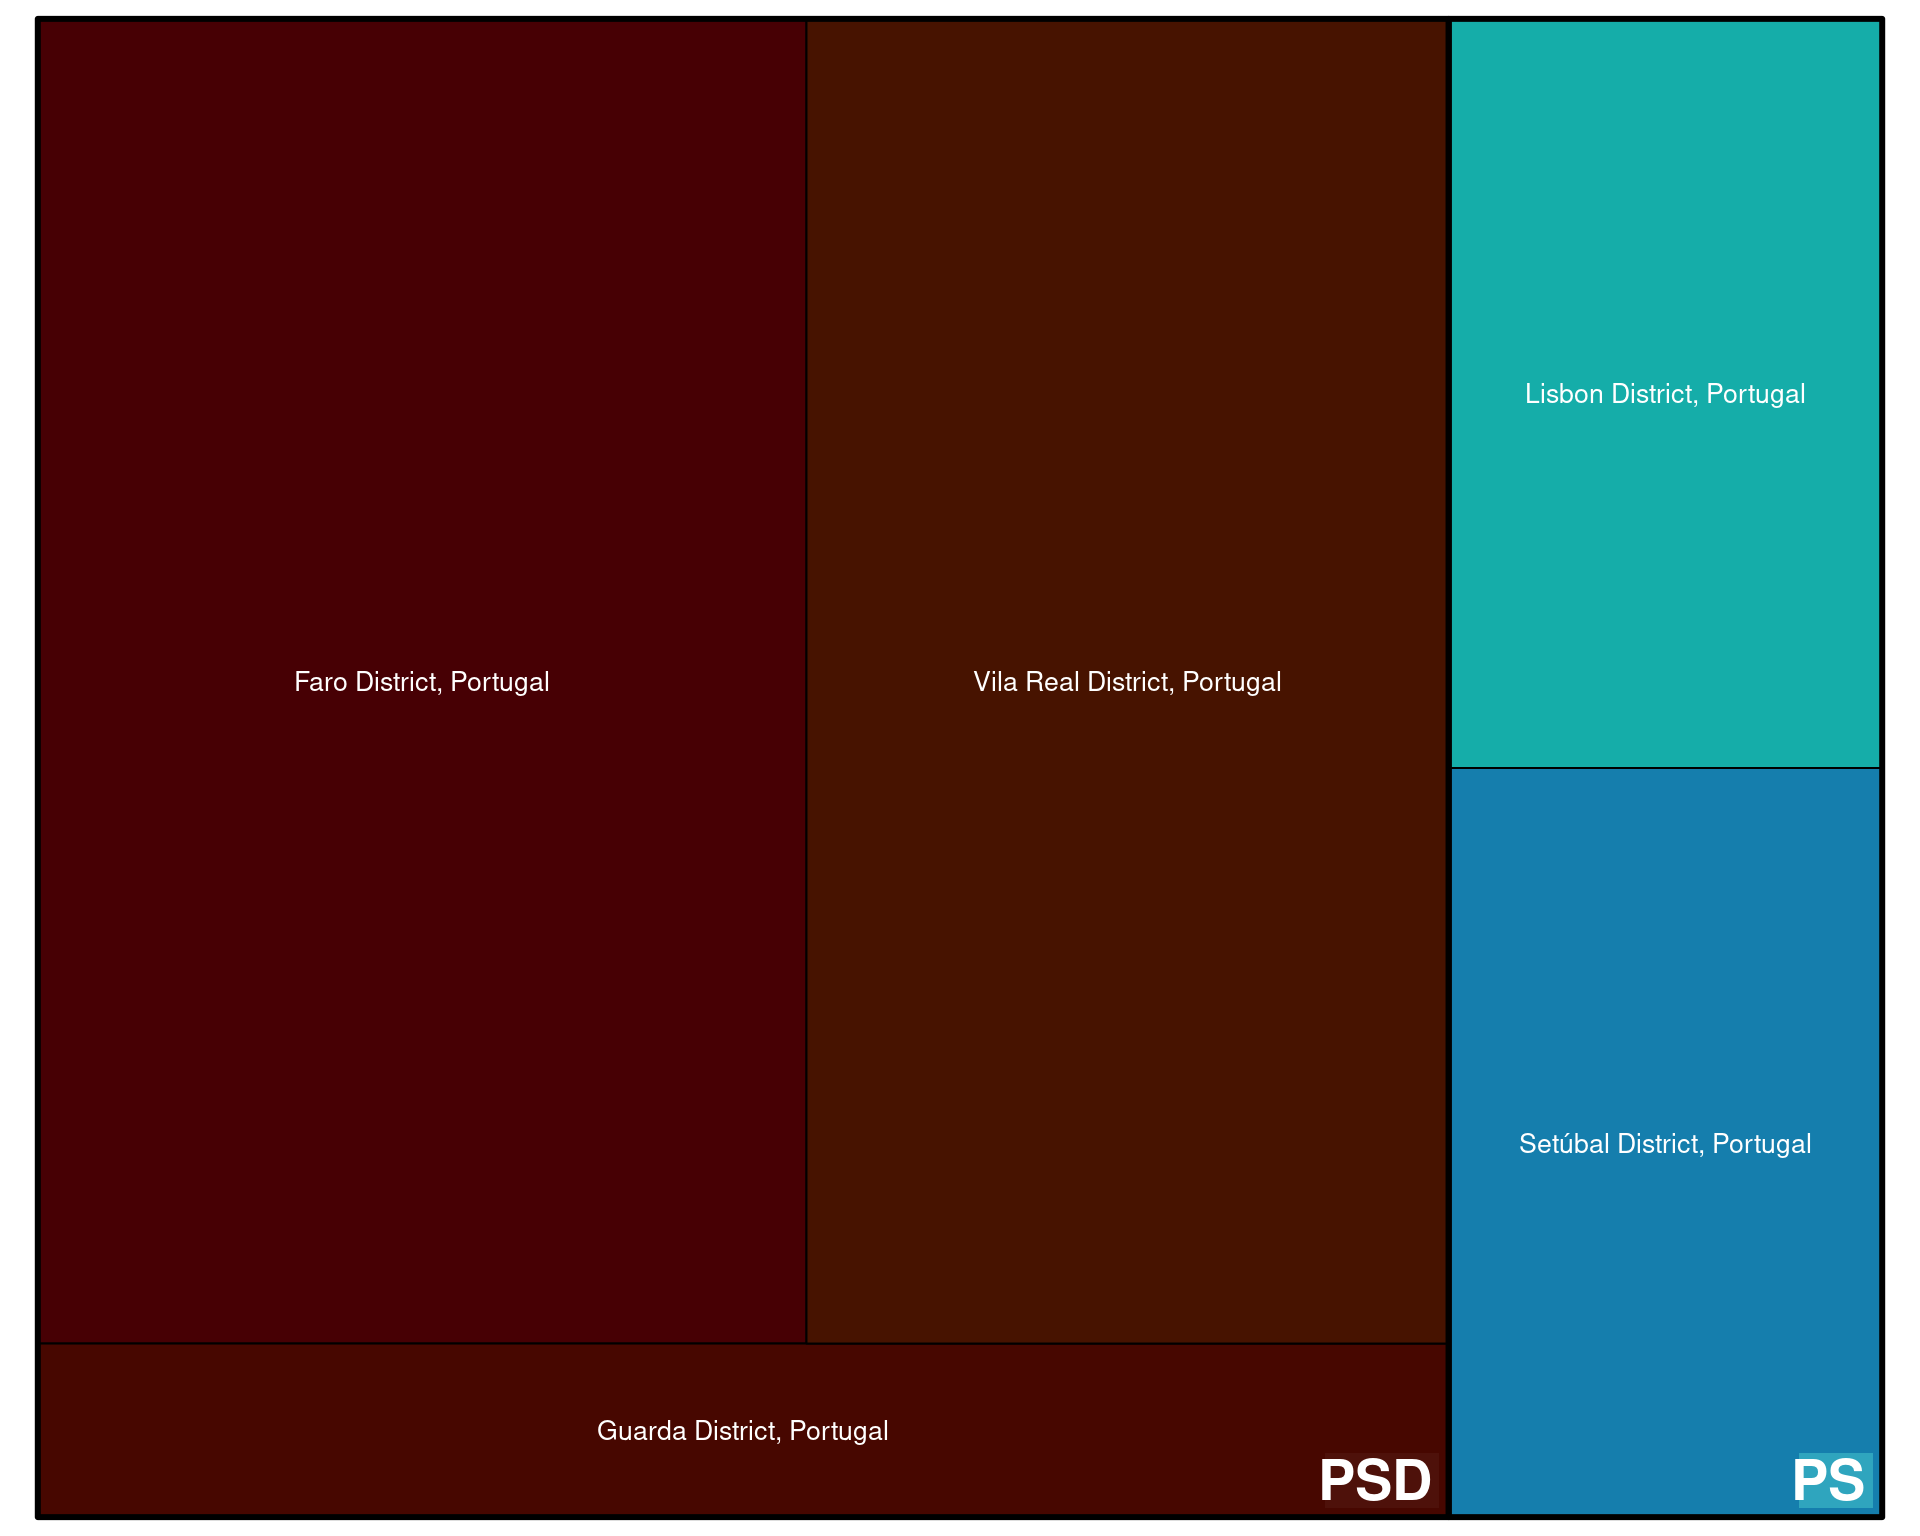 Faro District, Portugal
Vila Real District, Portugal
Lisbon District, Portugal
Setúbal District, Portugal
Guarda District, Portugal
PSD
PS